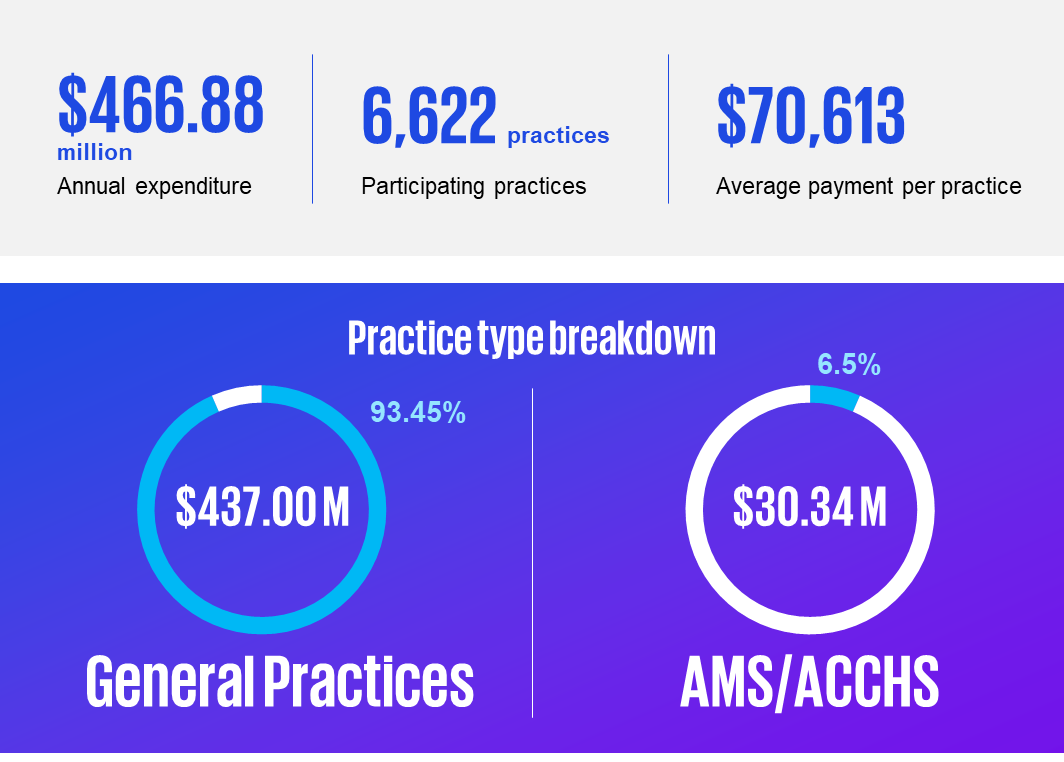 $466.88
million
Annual expenditure
6,622 practices
Participating practices
$70,613
Average payment per practice
Practice type breakdown
93.45%
$437.00 M
General Practices
6.5%
$30.34 M
AMS/ACCHS